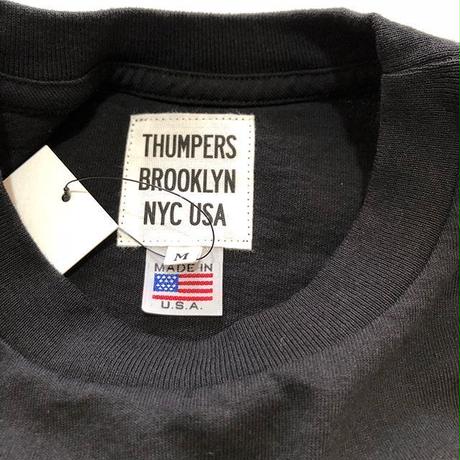 THUMPERS
BROOKLYN
NYC USA
M
MADE IN
U.S.A.